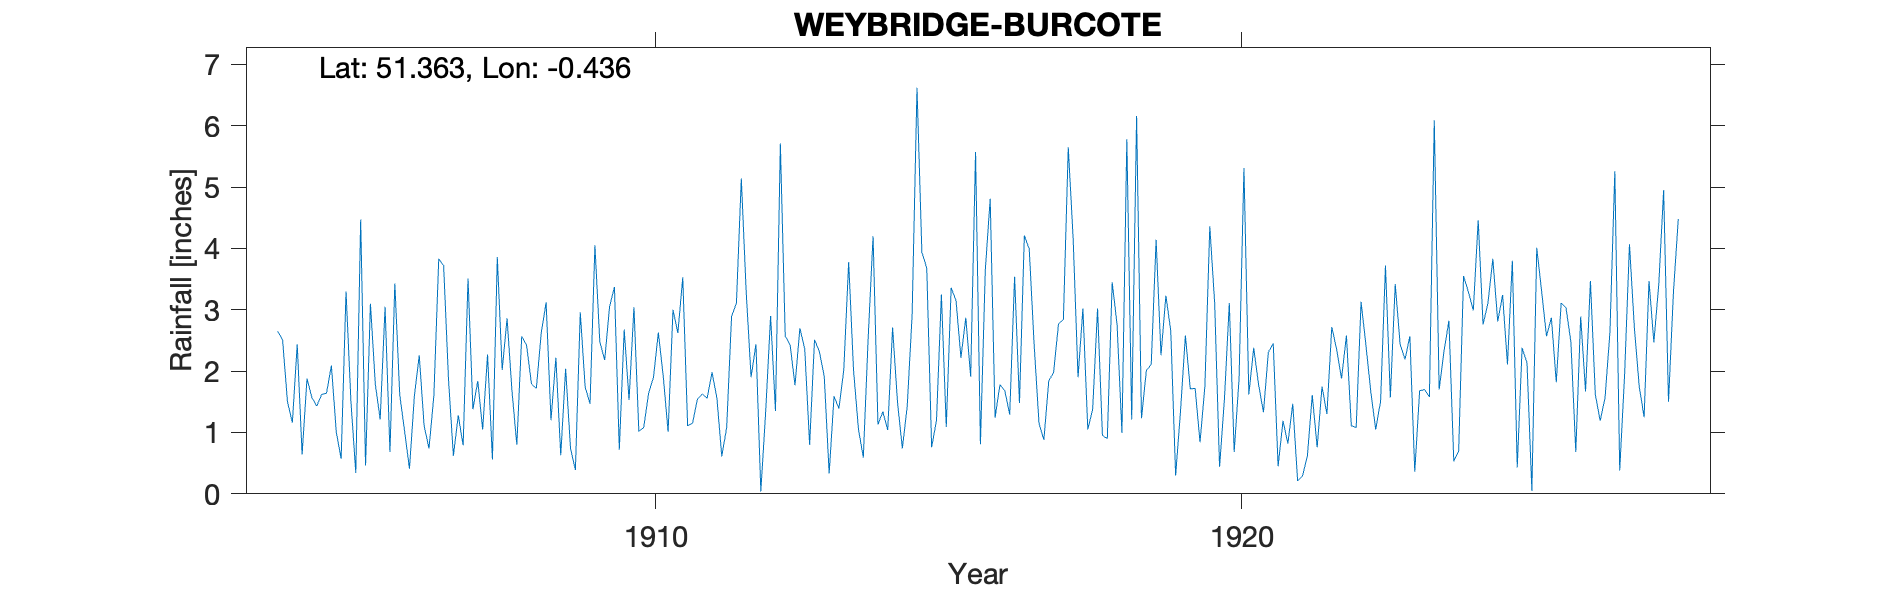 WEYBRIDGE-BURCOTE
Lat: 51.363, Lon: -0.436
7
6
5
4
3
2
1
0
Rainfall [inches]
1910
1920
Year